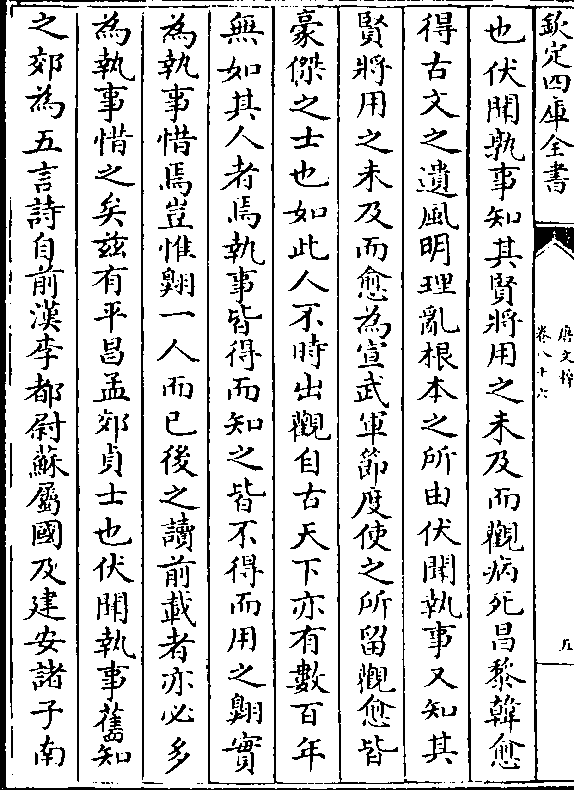 欽定四庫全書
唐文粹
卷八十六
五
也伏聞執事知其賢將用之未及而觀病死昌黎韓愈
得古文之遺風明理亂根本之所由伏聞執事又知其
賢將用之未及而愈為宣武軍節度使之所留觀愈皆
豪傑之士也如此人不時出觀自古天下亦有數百年
無如其人者焉執事皆得而知之皆不得而用之翺實
為執事惜焉豈惟翺一人而已後之讀前載者亦必多
為執事惜之矣茲有平昌孟郊貞士也伏聞執事舊知
之郊為五言詩自前漢李都尉蘇屬國及建安諸子南